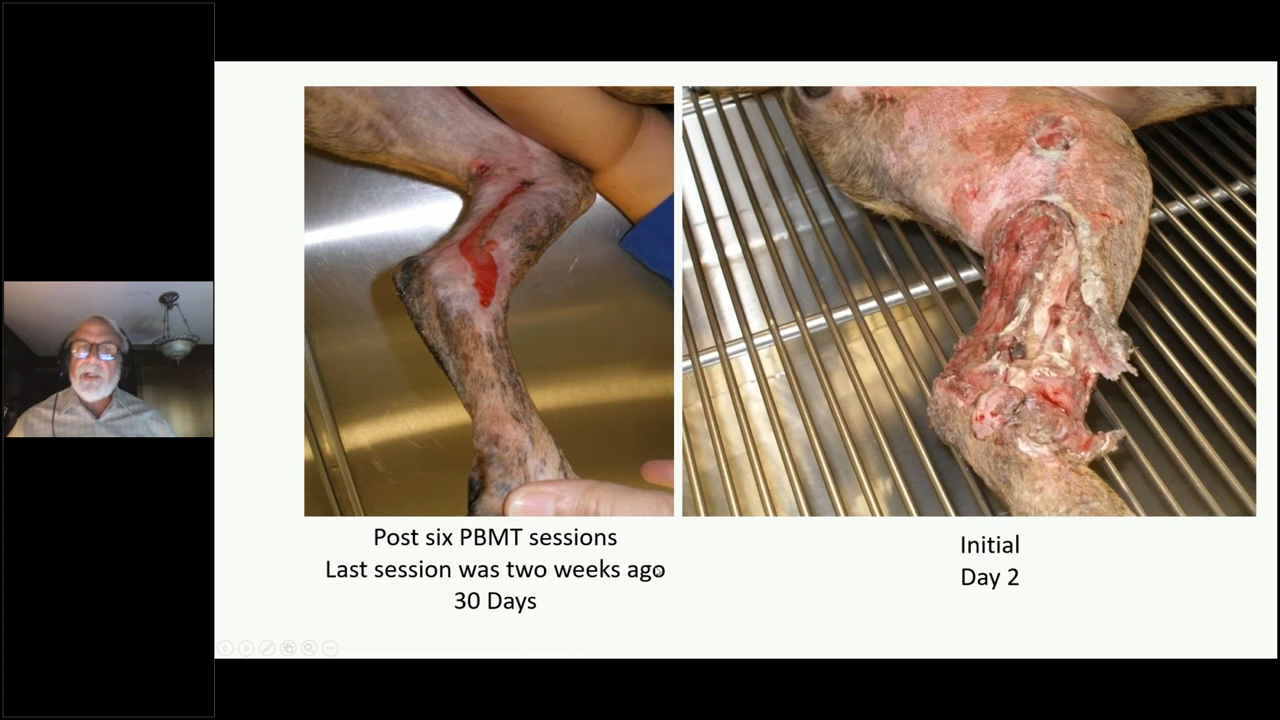 Post six PBMT sessions
Last session was two weeks ago
30 Days
Initial
Day 2